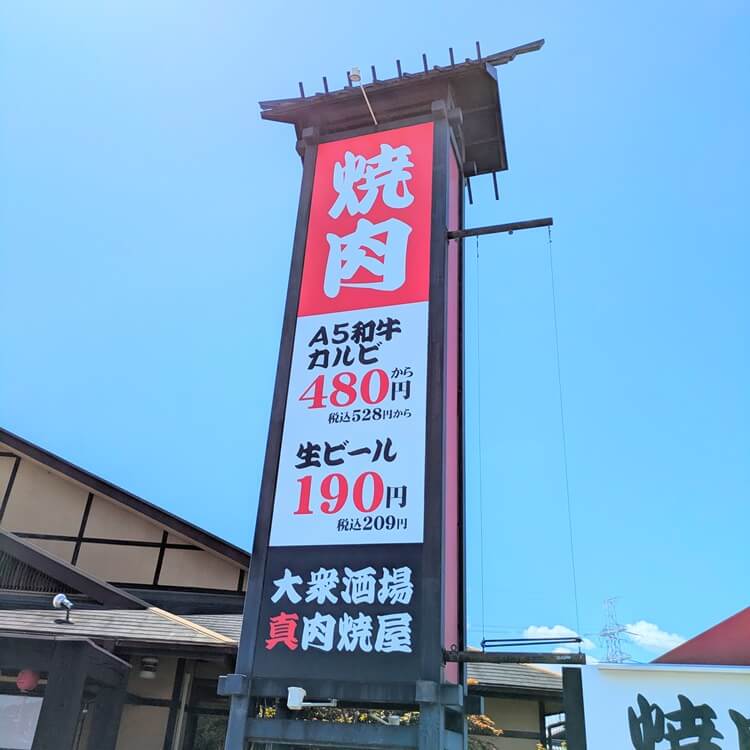 焼肉
A5和牛
カルビ
480円から
税込528円から
生ビール
190円
税込209円
大衆酒場
真肉焼屋
焼肉